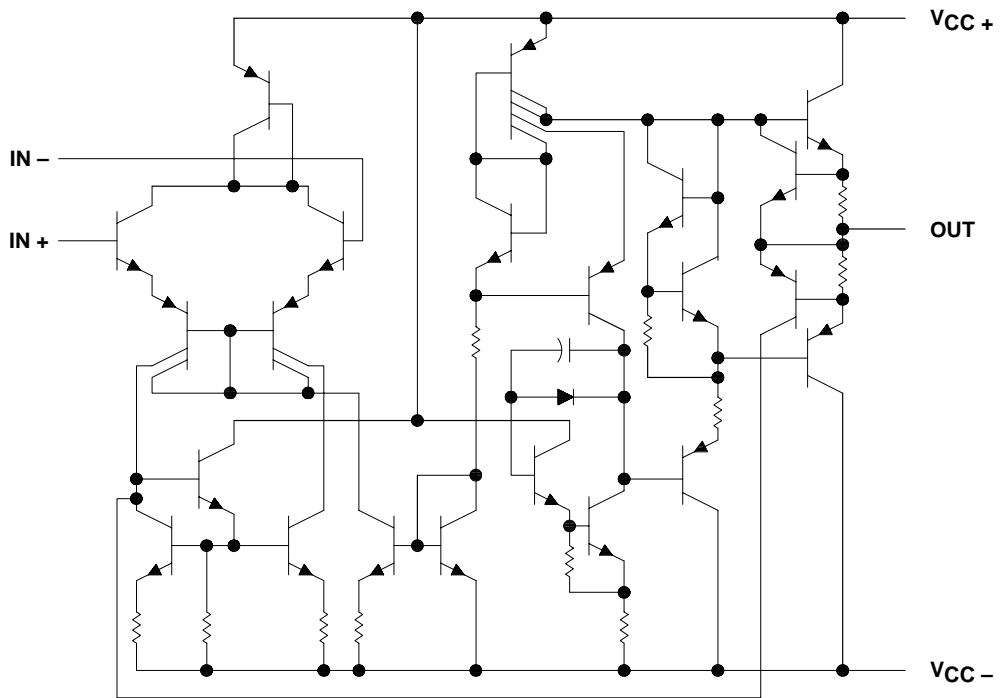 VCC +
IN –
IN +
OUT
VCC –